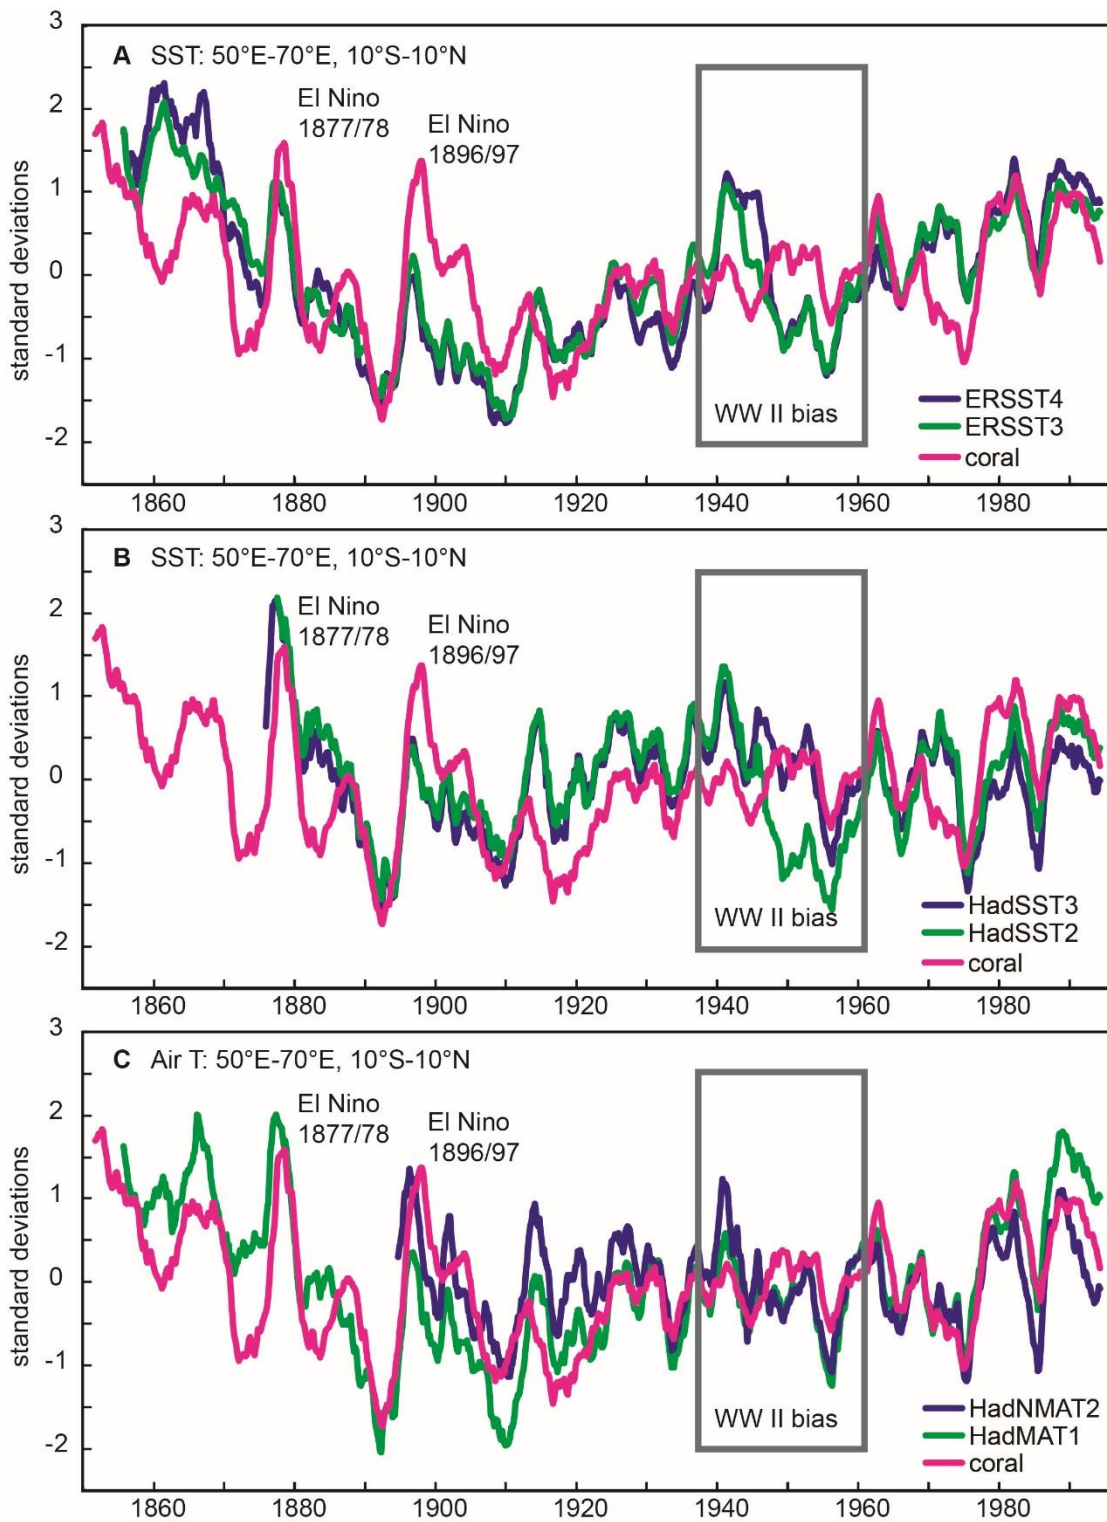 A SST: 50°E-70°E, 10°S-10°N
El Nino
1877/78
El Nino
1896/97
3
2
1
0
-1
-2
standard deviations
WW II bias
ERSST4
ERSST3
coral
1860 1880 1900 1920 1940 1960 1980
B SST: 50°E-70°E, 10°S-10°N
El Nino
1877/78
El Nino
1896/97
3
2
1
0
-1
-2
standard deviations
WW II bias
HadSST3
HadSST2
coral
1860 1880 1900 1920 1940 1960 1980
C Air T: 50°E-70°E, 10°S-10°N
El Nino
1877/78
El Nino
1896/97
3
2
1
0
-1
-2
standard deviations
WW II bias
HadNMAT2
HadMAT1
coral
1860 1880 1900 1920 1940 1960 1980